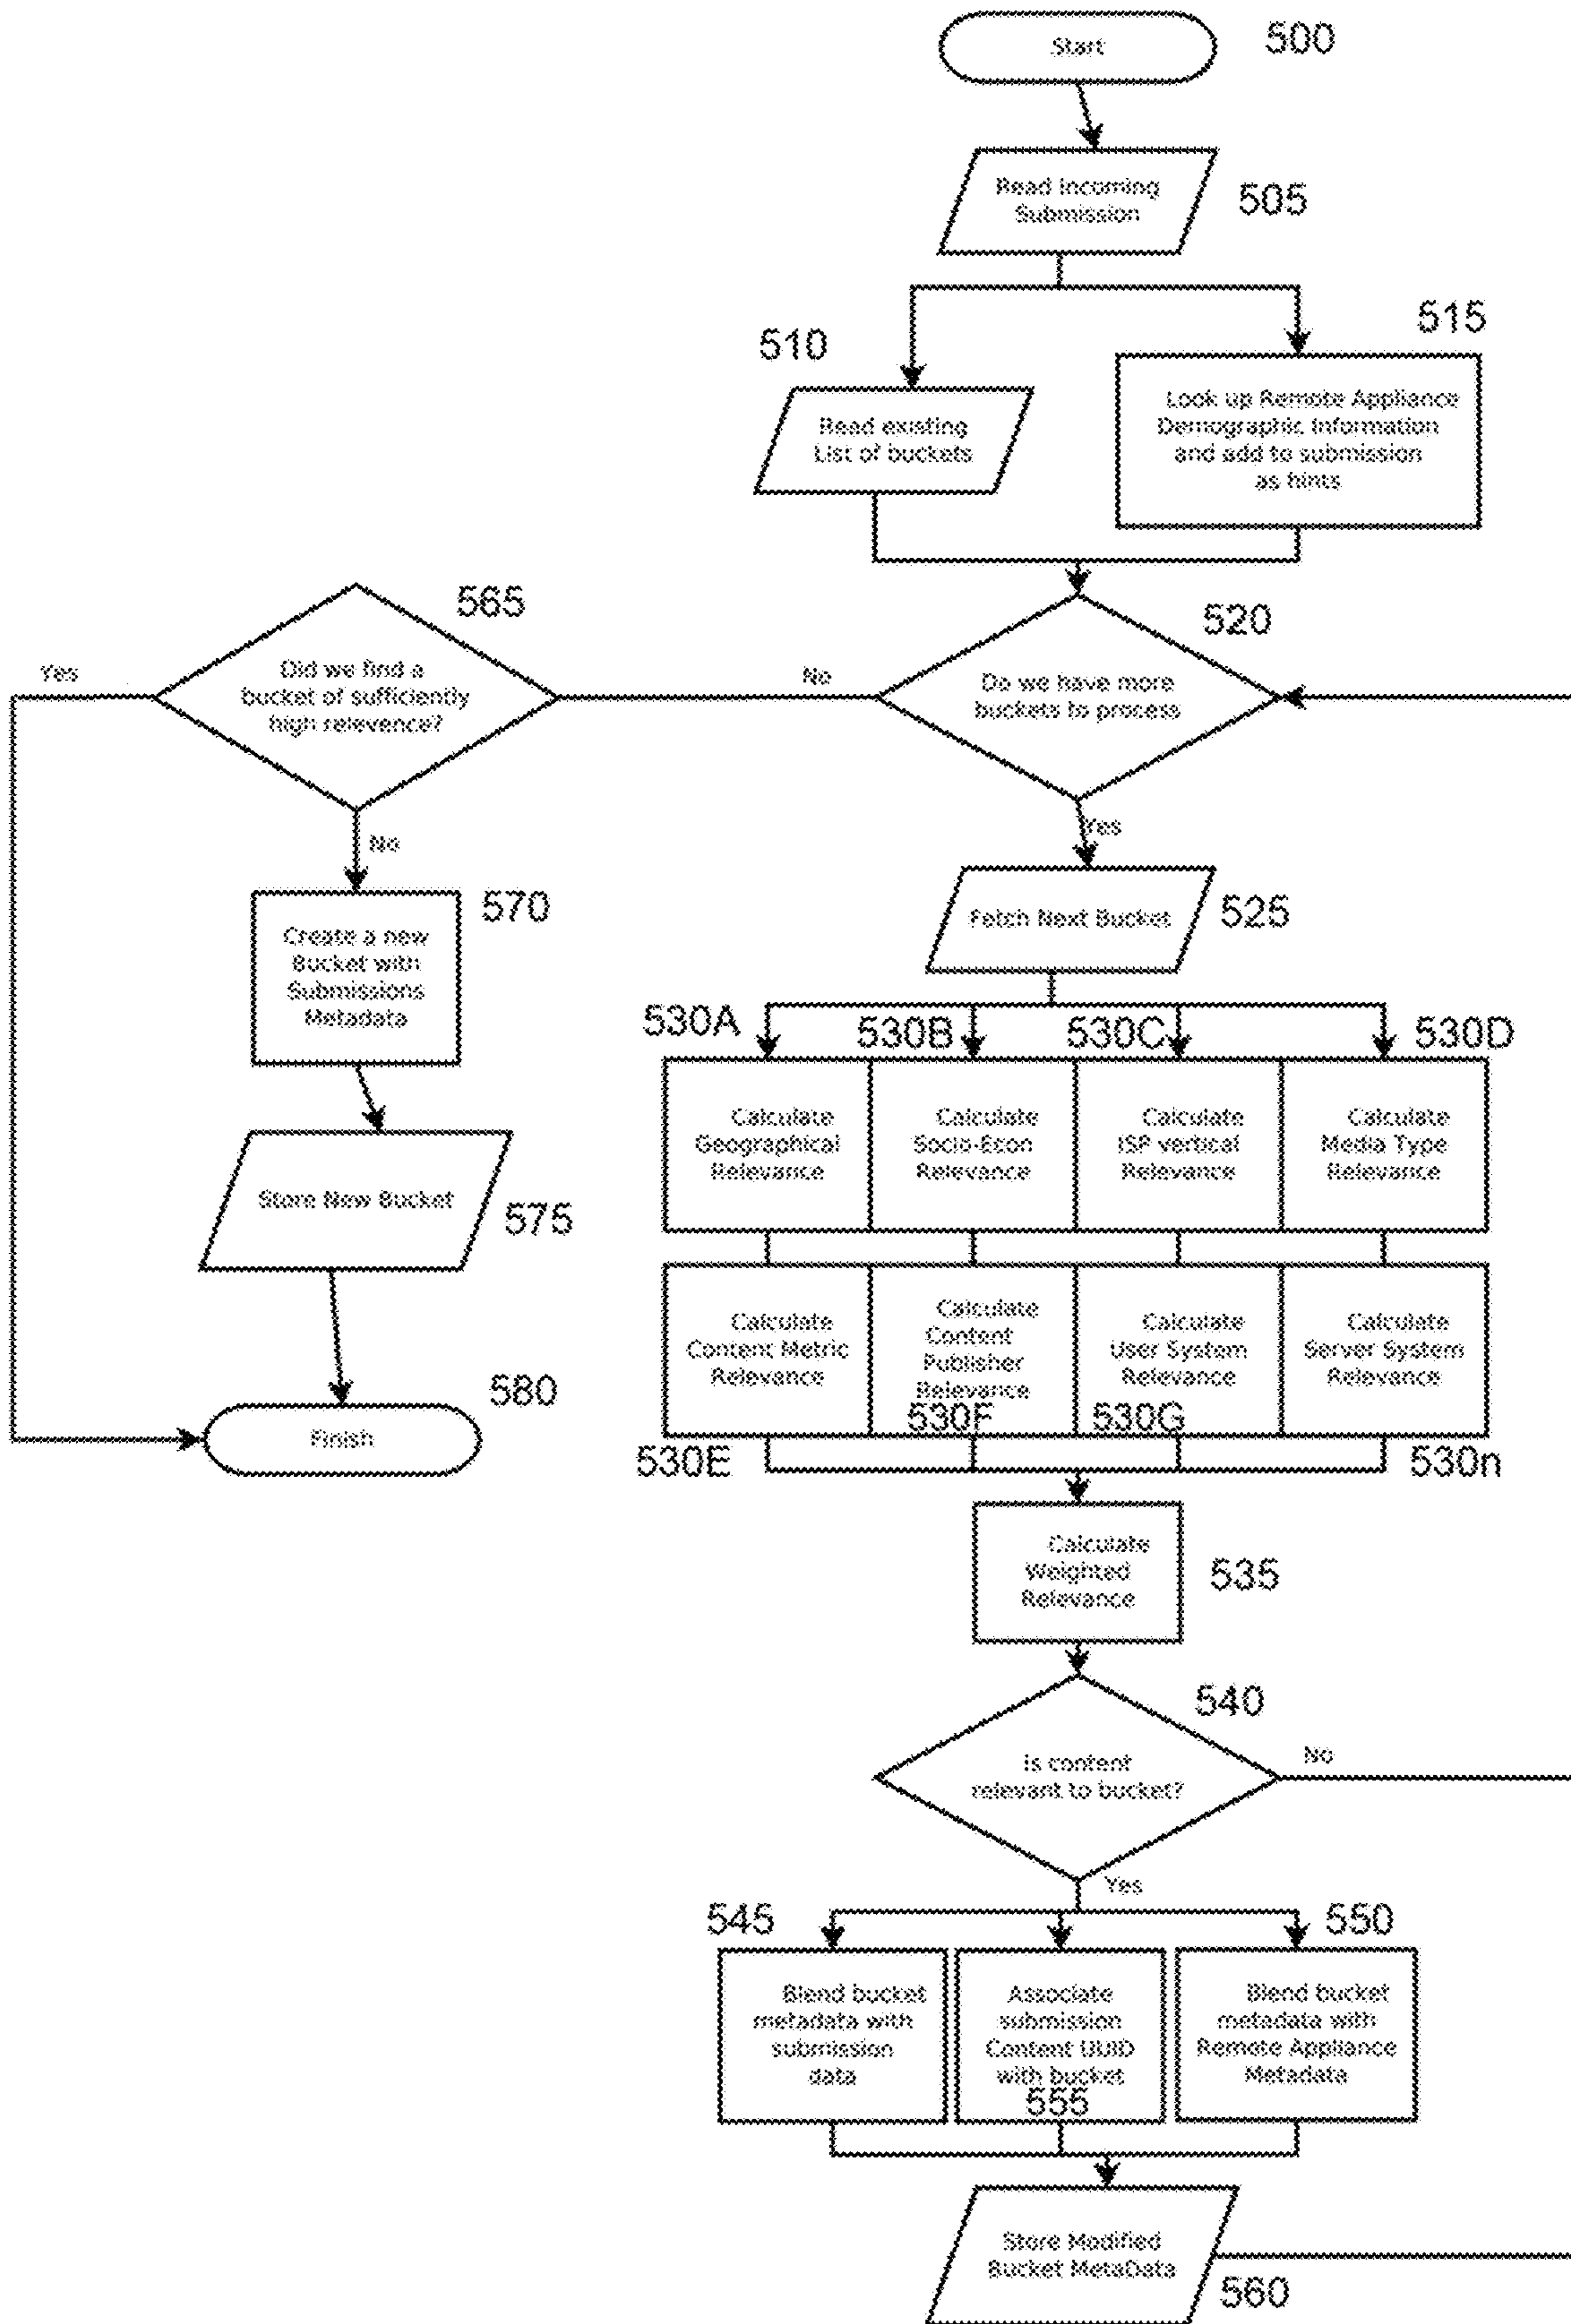 Start
500
Read Incoming
Submission
505
510
Read existing
List of buckets
515
Look up Remote Appliance
Demographic Information
and add to submission
as hints
565
Did we find a
bucket of sufficiently
high relevence?
Yes
No
No
520
Do we have more
buckets to process
Yes
570
Create a new
Bucket with
Submissions
Metadata
Fetch Next Bucket
525
Store New Bucket
575
580
Finish
530A
530B
530C
530D
Calculate
Geographical
Relevance
Calculate
Socio-Econ
Relevance
Calculate
ISP vertical
Relevance
Calculate
Media Type
Relevance
Calculate
Content Metric
Relevance
Calculate
Content
Publisher
Relevance
Calculate
User System
Relevance
Calculate
Server System
Relevance
530E
530F
530G
530n
Calculate
Weighted
Relevance
535
540
is content
relevant to bucket?
No
Yes
545
Blend bucket
metadata with
submission
data
Associate
submission
Content UUID
with bucket
555
550
Blend bucket
metadata with
Remote Appliance
Metadata
Store Modified
Bucket MetaData
560